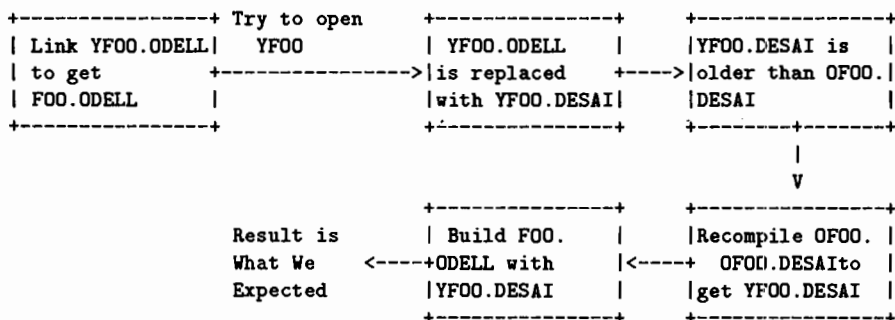 Link YFOO.ODELL
to get
FOO.ODELL
Try to open
YFOO
YFOO.ODELL
is replaced
with YFOO.DESAI
YFOO.DESAI is
older than OFOO.
DESAI
Recompile OFOO.
OFOO.DESAIto
get YFOO.DESAI
Build FOO.
ODELL with
YFOO.DESAI
Result is
What We
Expected